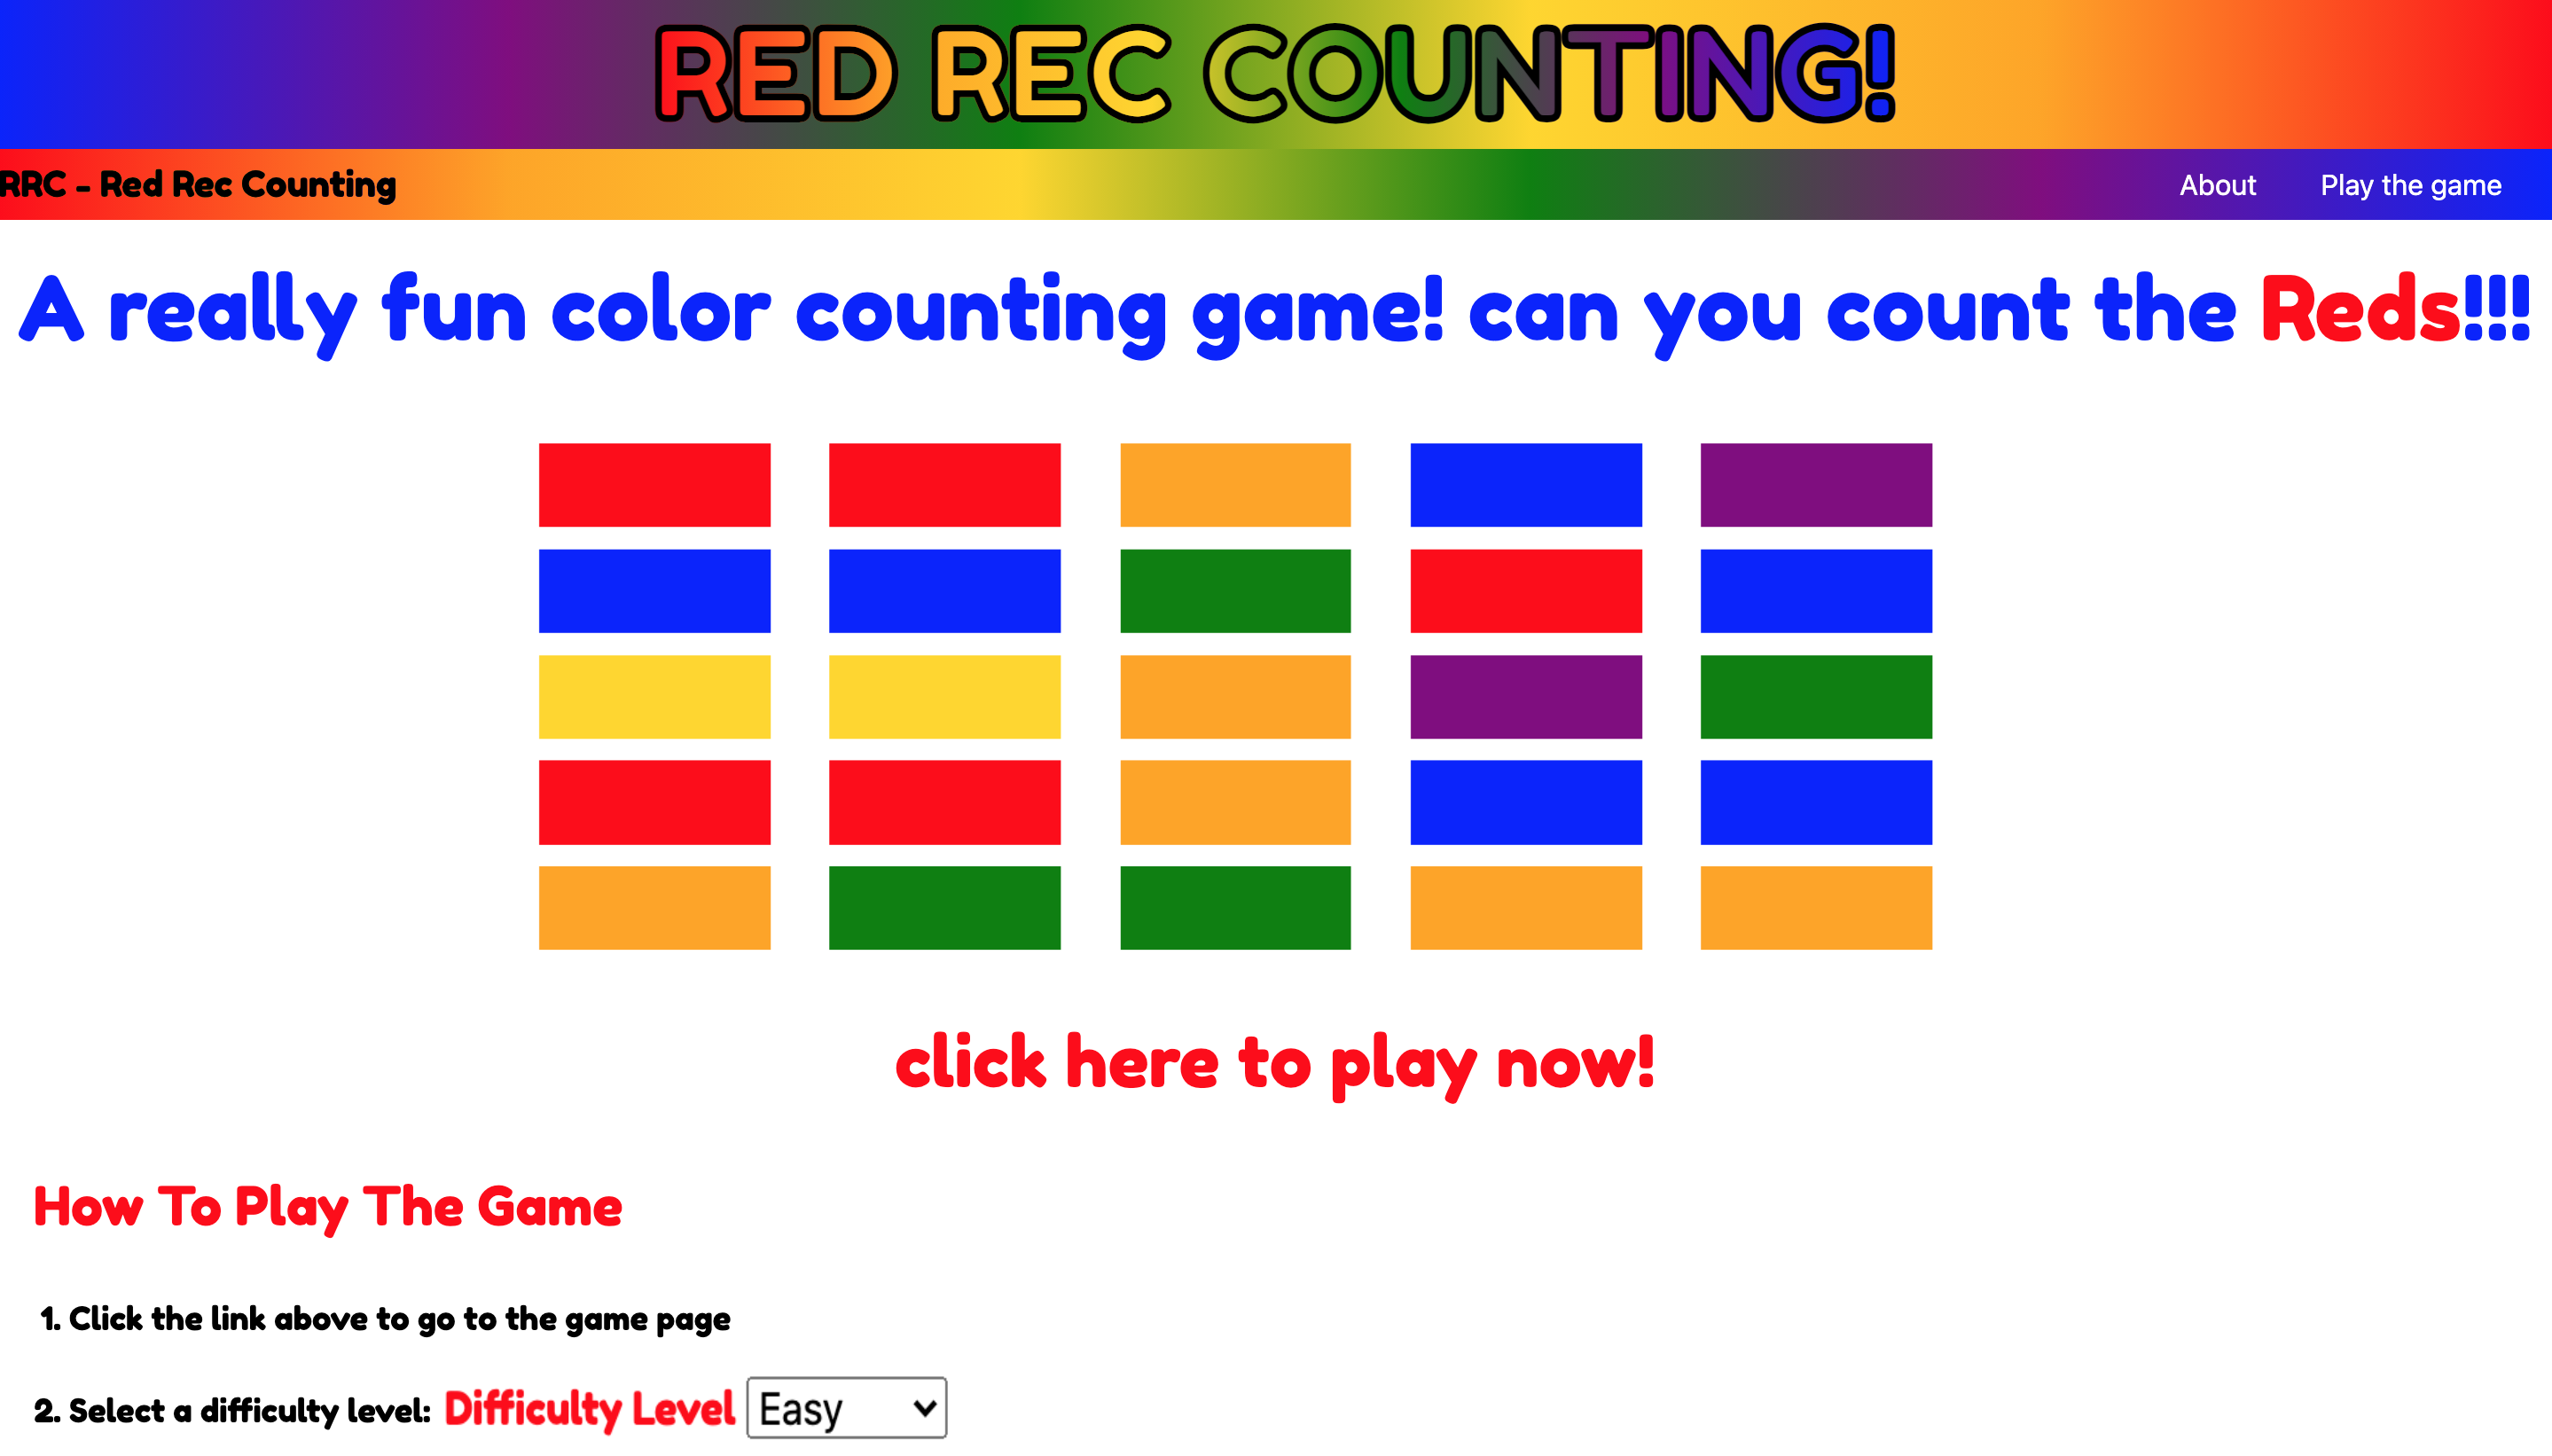 RED REC COUNTING!
RRC - Red Rec Counting
About
Play the game
A really fun color counting game! can you count the Reds!!!
click here to play now!
How To Play The Game
1. Click the link above to go to the game page
2. Select a difficulty level: Difficulty Level Easy